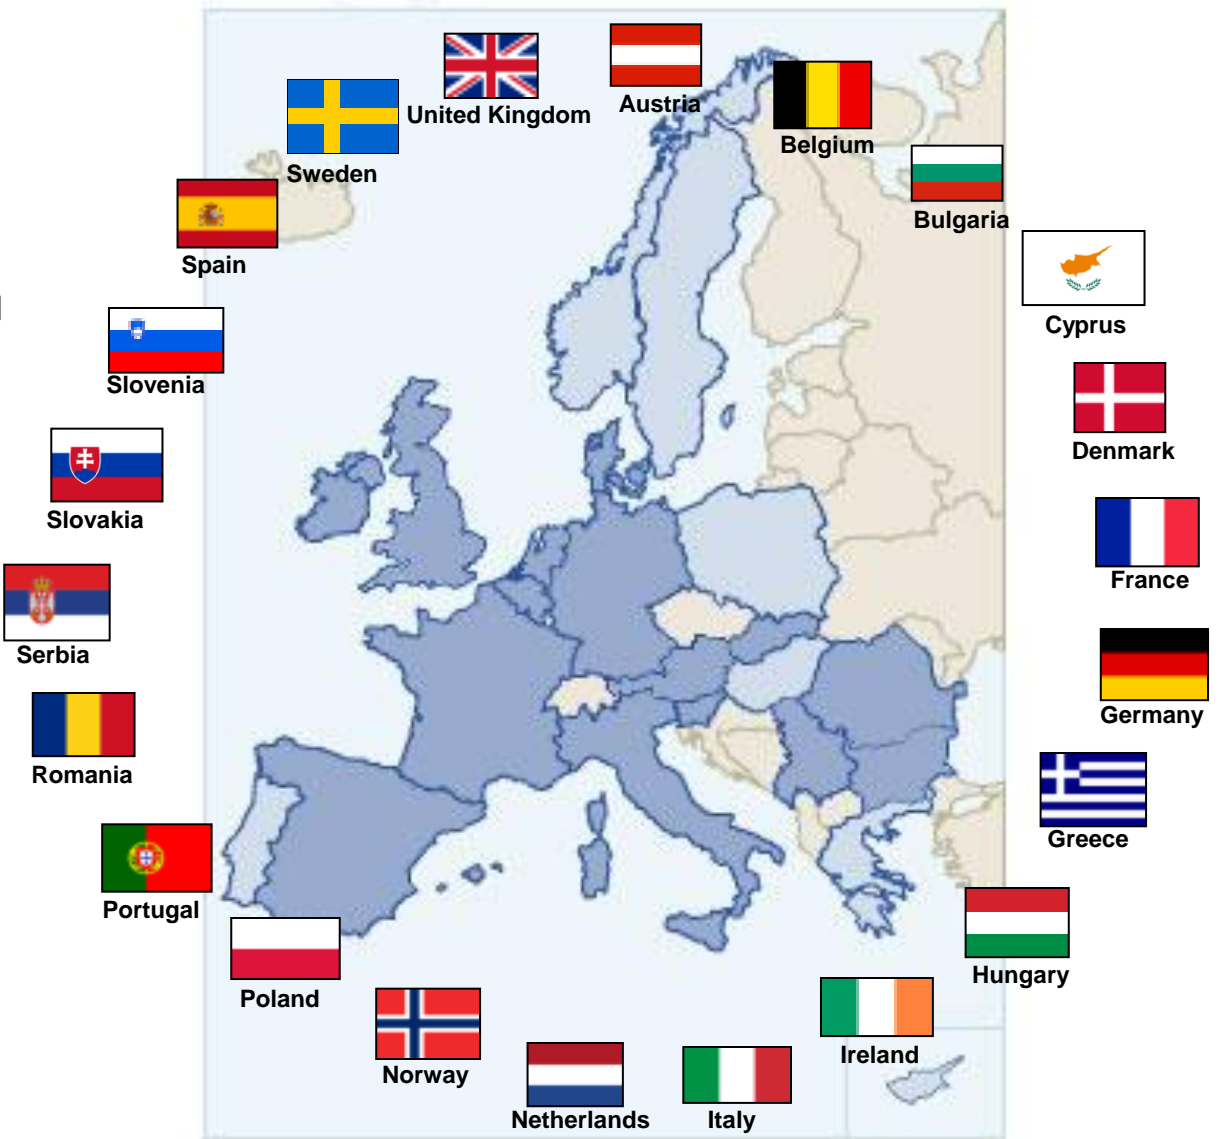 United Kingdom
Austria
Belgium
Sweden
Bulgaria
Spain
Cyprus
Slovenia
Denmark
Slovakia
France
Serbia
Germany
Romania
Greece
Portugal
Hungary
Poland
Ireland
Norway
Netherlands
Italy